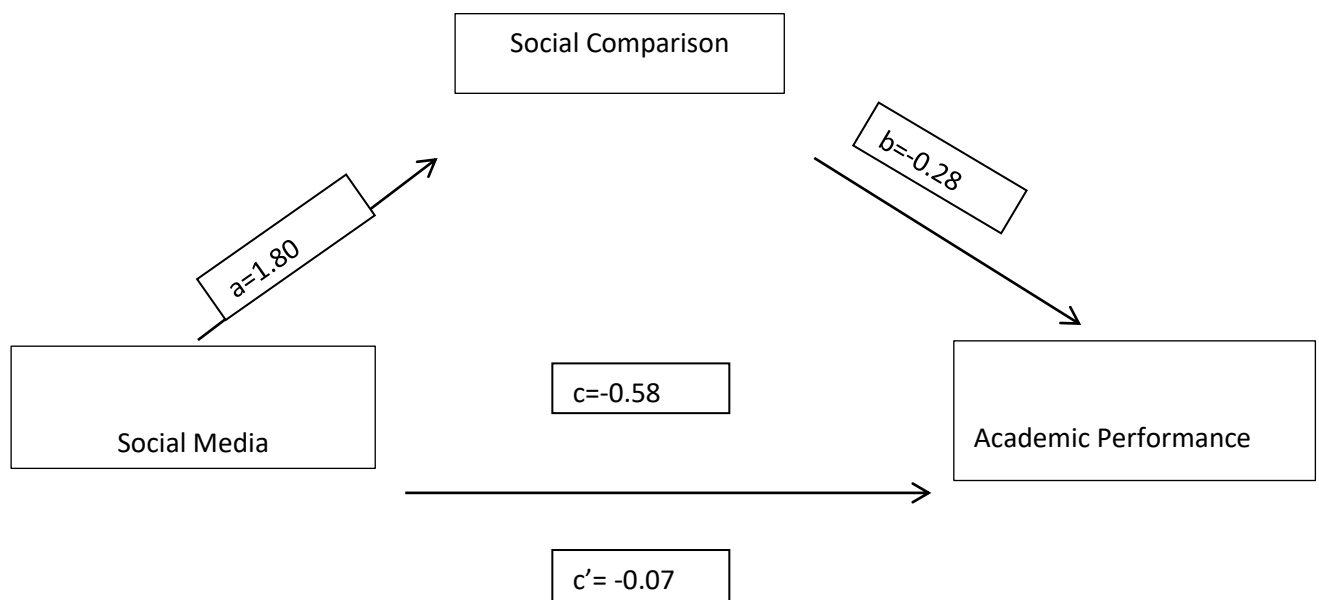 Social Comparison
b=-0.28
a=1.80
c=-0.58
Social Media
Academic Performance
c’= -0.07